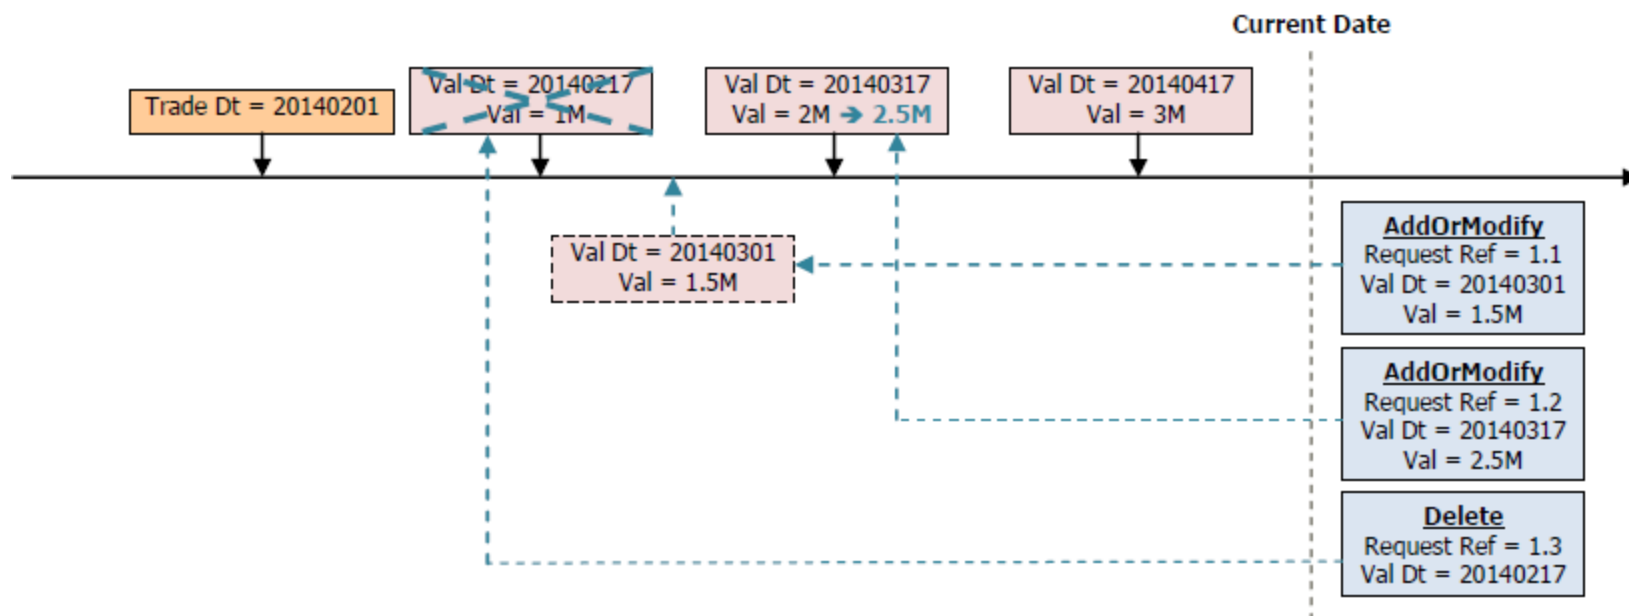 Current Date
Trade Dt = 20140201
Val Dt = 20140217
Val = 1M
Val Dt = 20140317
Val = 2M ➔ 2.5M
Val Dt = 20140417
Val = 3M
Val Dt = 20140301
Val = 1.5M
AddOrModify
Request Ref = 1.1
Val Dt = 20140301
Val = 1.5M
AddOrModify
Request Ref = 1.2
Val Dt = 20140317
Val = 2.5M
Delete
Request Ref = 1.3
Val Dt = 20140217